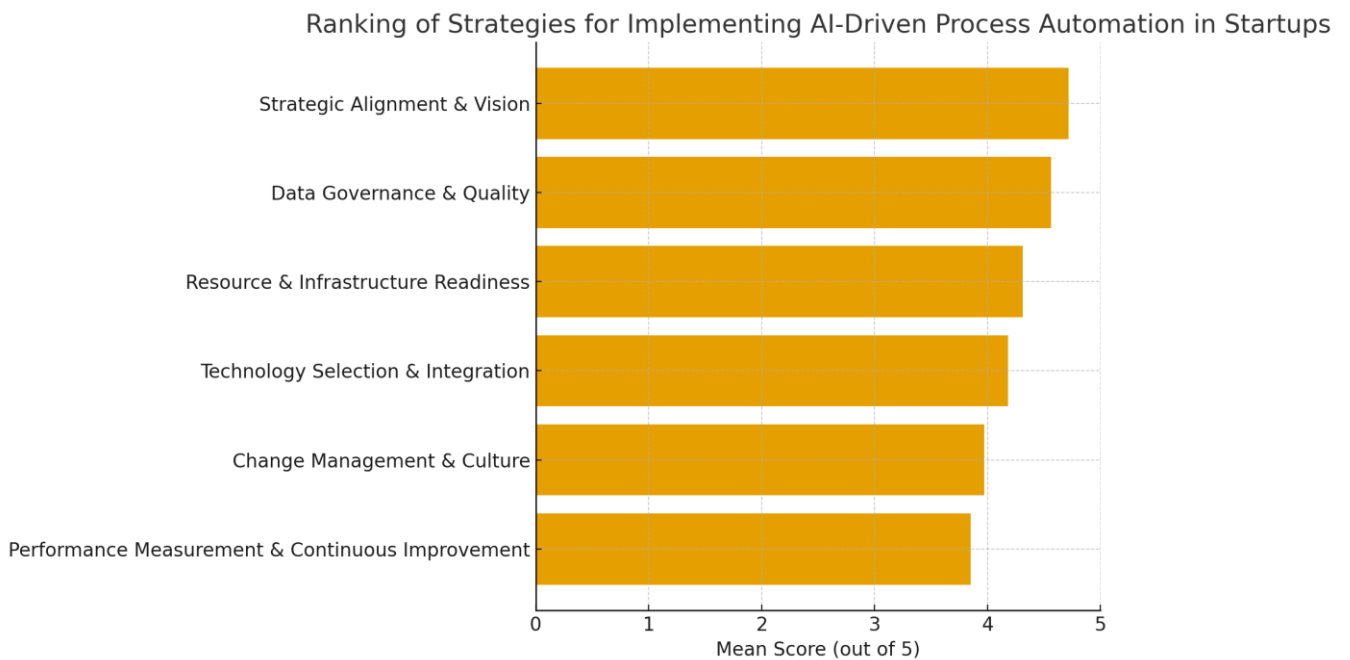 Ranking of Strategies for Implementing AI-Driven Process Automation in Startups
Strategic Alignment & Vision
Data Governance & Quality
Resource & Infrastructure Readiness
Technology Selection & Integration
Change Management & Culture
Performance Measurement & Continuous Improvement
0 1 2 3 4 5
Mean Score (out of 5)